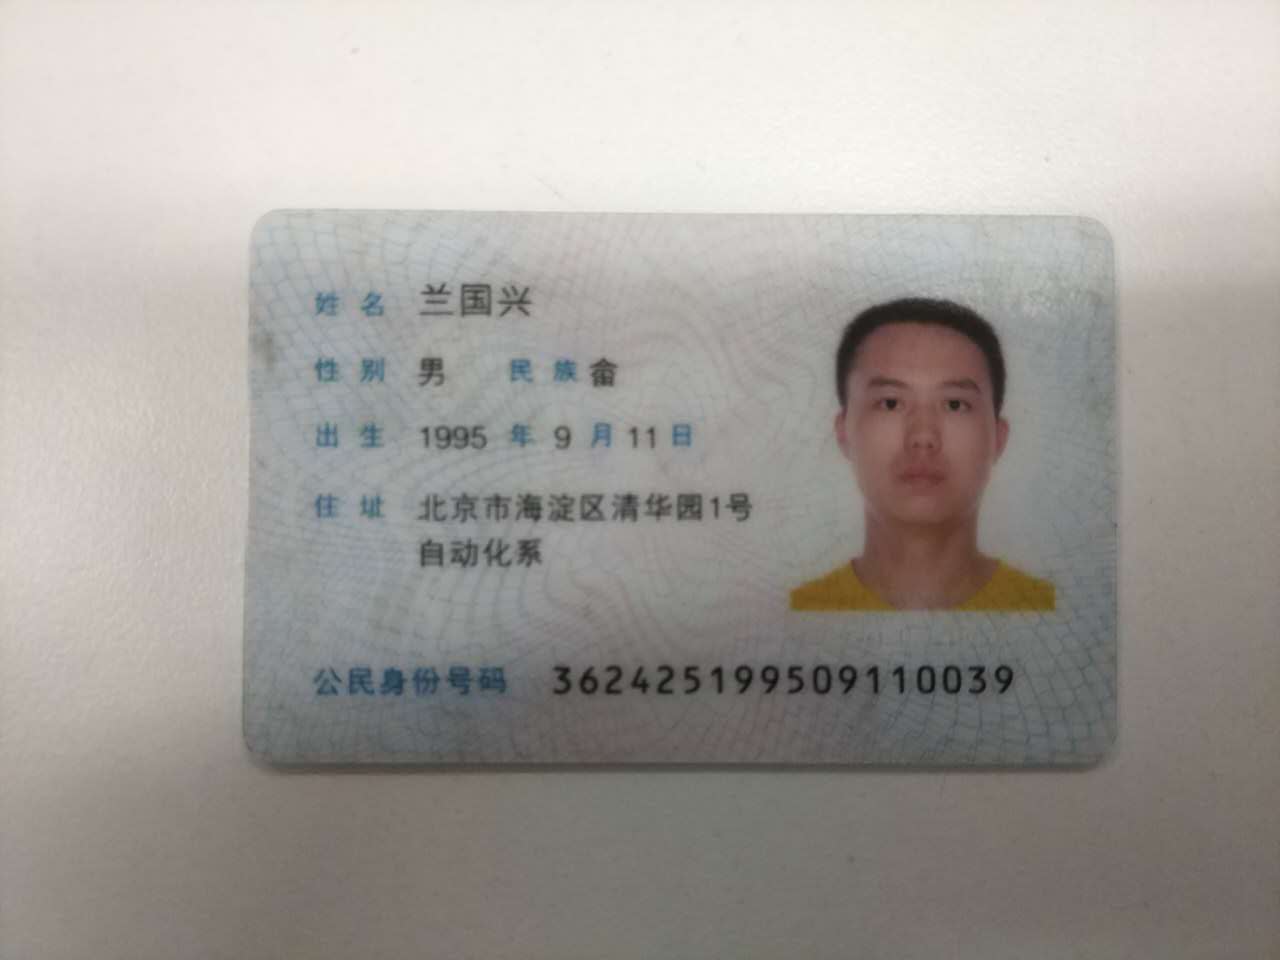 姓名 兰国兴
性别 男 民族 畲
出生 1995 年 9 月 11 日
住址 北京市海淀区清华园1号
自动化系
公民身份号码 362425199509110039